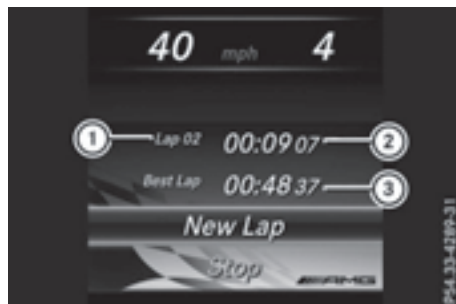 40 mph 4
1 Lap 02 00:09 07 2
Best Lap 00:48 37 3
New Lap
Stop
AMG
P54.33-4289-31